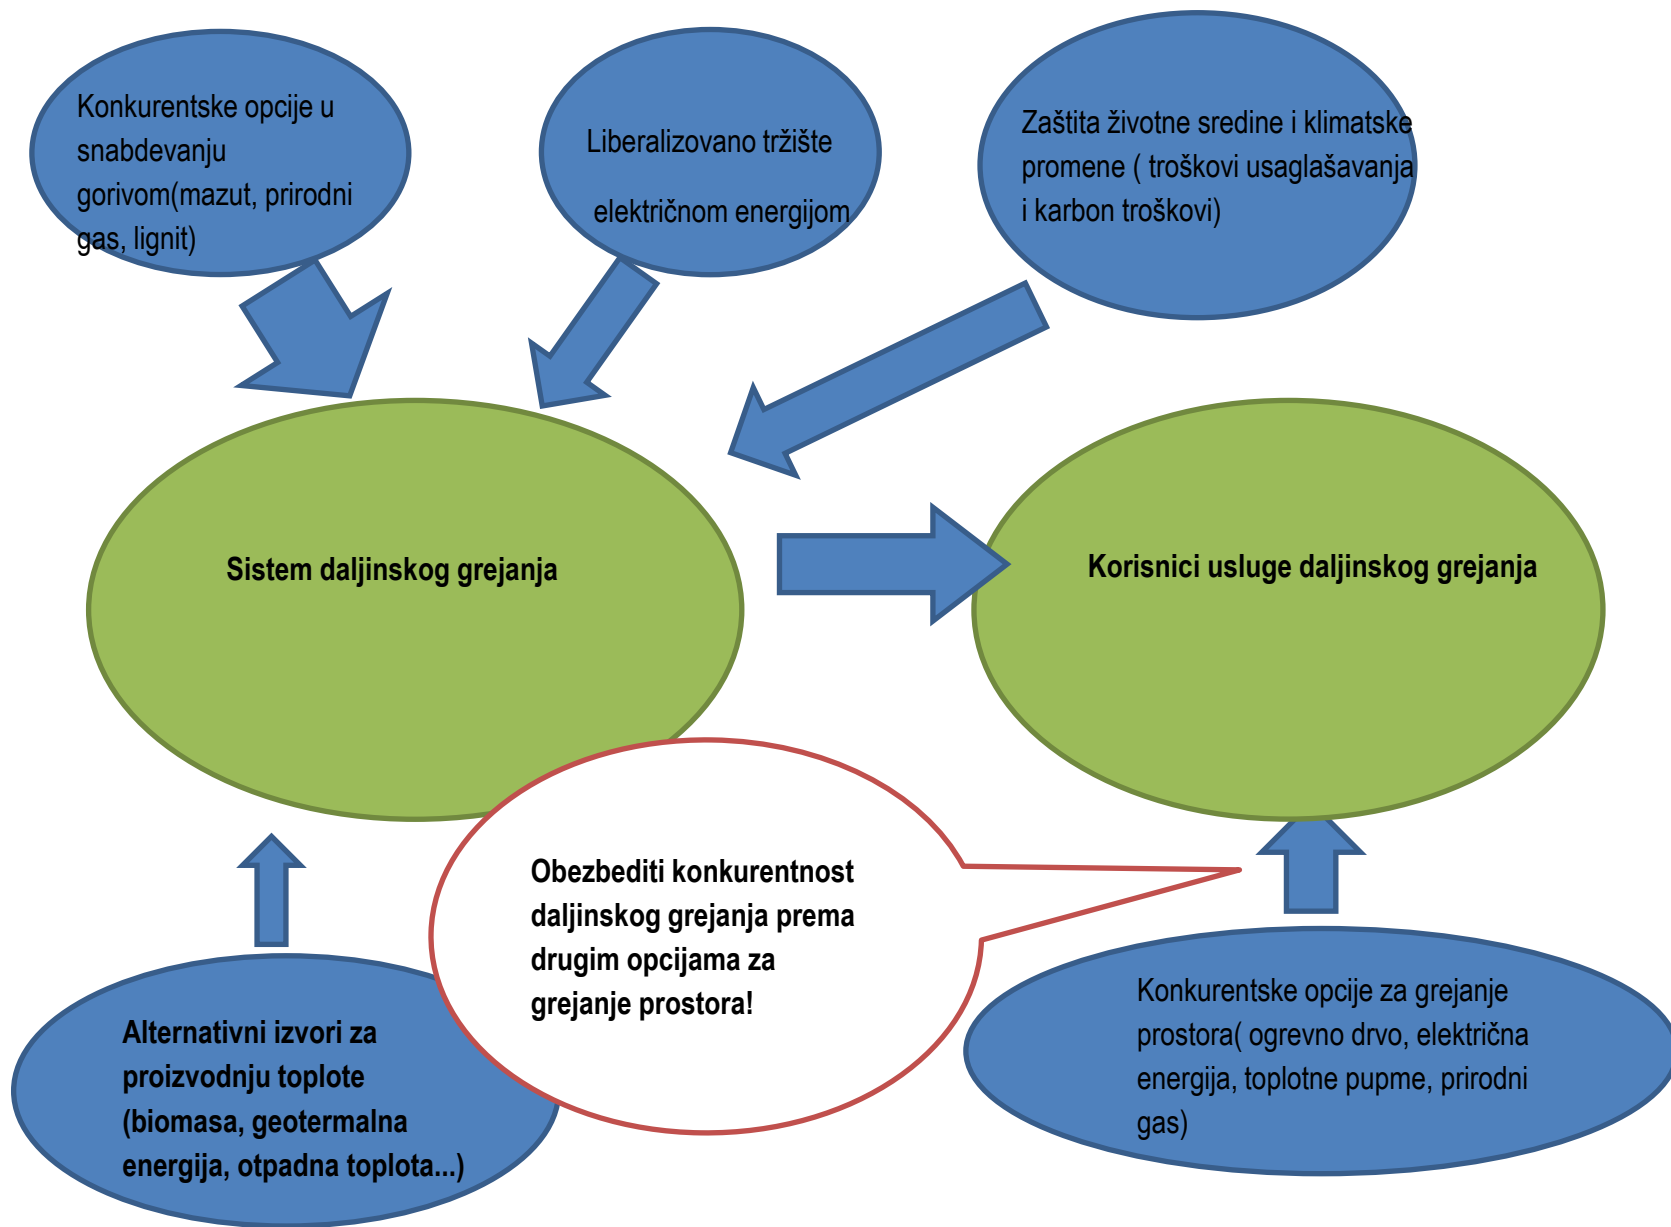 Konkurentske opcije u
snabdevanju
gorivom(mazut, prirodni
gas, lignit)
Liberalizovano tržište
električnom energijom
Zaštita životne sredine i klimatske
promene ( troškovi usaglašavanja
i karbon troškovi)
Sistem daljinskog grejanja
Korisnici usluge daljinskog grejanja
Obezbediti konkurentnost
daljinskog grejanja prema
drugim opcijama za
grejanje prostora!
Alternativni izvori za
proizvodnju toplote
(biomasa, geotermalna
energija, otpadna toplota...)
Konkurentske opcije za grejanje
prostora( ogrevno drvo, električna
energija, toplotne pupme, prirodni
gas)